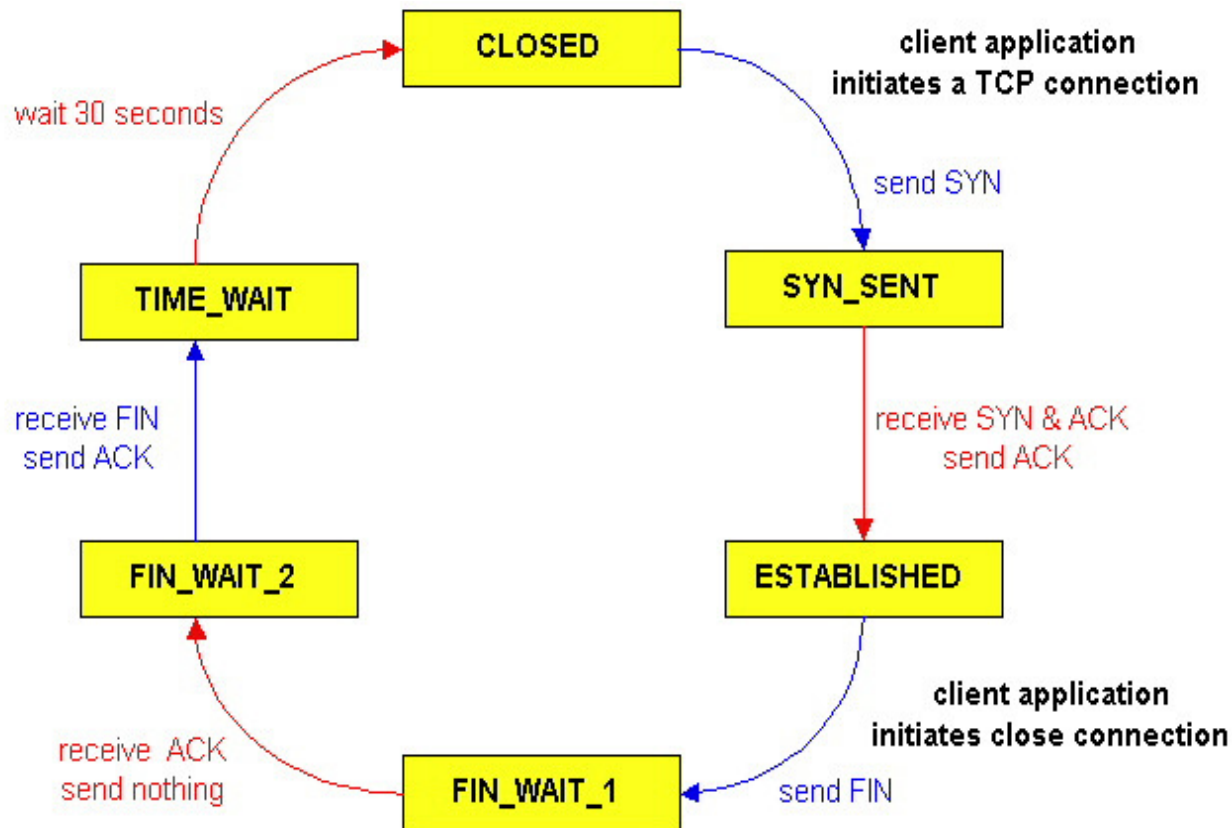 CLOSED
client application
initiates a TCP connection
wait 30 seconds
send SYN
TIME_WAIT
SYN_SENT
receive FIN
send ACK
receive SYN & ACK
send ACK
FIN_WAIT_2
ESTABLISHED
client application
initiates close connection
receive ACK
send nothing
FIN_WAIT_1
send FIN